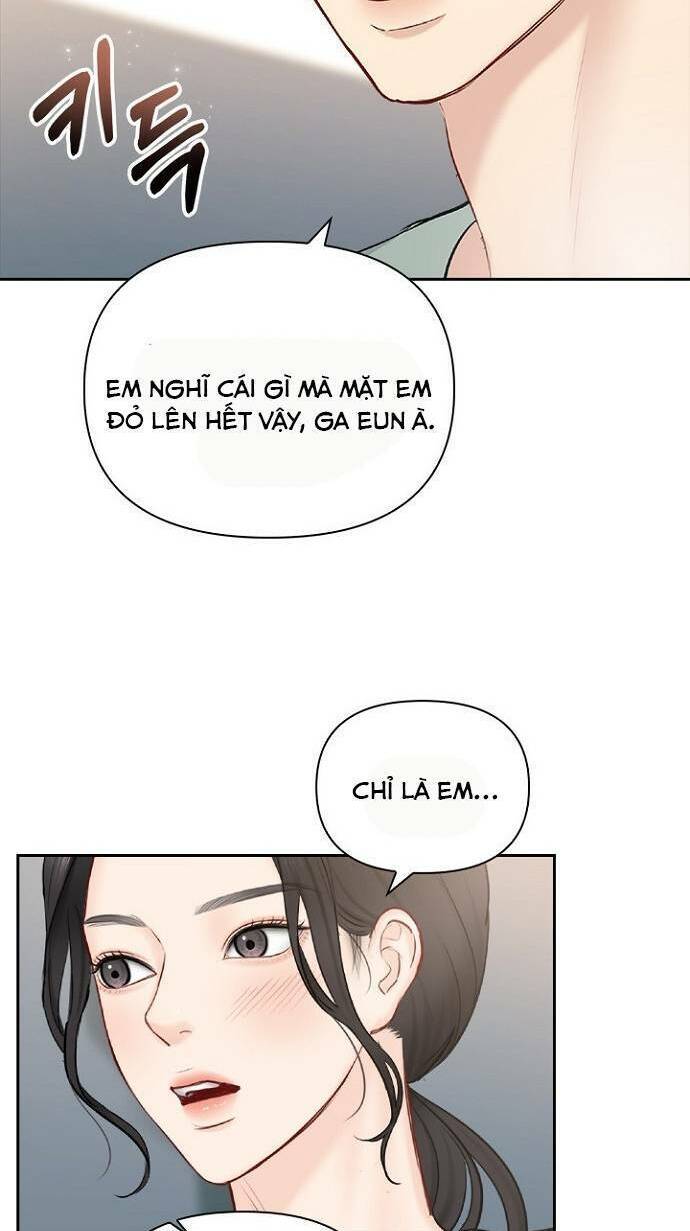 키득
EM NGHĨ CÁI GÌ MÀ MẶT EM
ĐỎ LÊN HẾT VẬY, GA EUN À.
CHỈ LÀ EM...